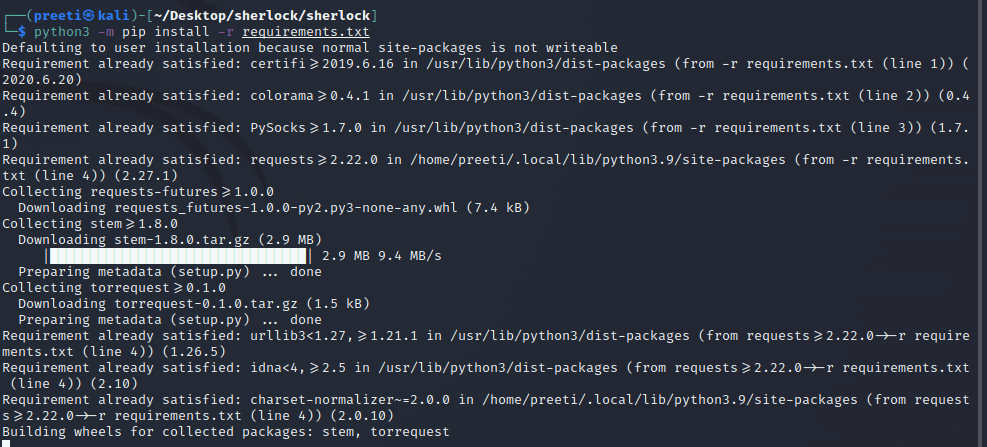 ┌──(preeti㉿kali)-[~/Desktop/sherlock/sherlock]
└─$ python3 -m pip install -r requirements.txt
Defaulting to user installation because normal site-packages is not writeable
Requirement already satisfied: certifi>=2019.6.16 in /usr/lib/python3/dist-packages (from -r requirements.txt (line 1)) (
2020.6.20)
Requirement already satisfied: colorama>=0.4.1 in /usr/lib/python3/dist-packages (from -r requirements.txt (line 2)) (0.4
.4)
Requirement already satisfied: PySocks>=1.7.0 in /usr/lib/python3/dist-packages (from -r requirements.txt (line 3)) (1.7.
1)
Requirement already satisfied: requests>=2.22.0 in /home/preeti/.local/lib/python3.9/site-packages (from -r requirements.
txt (line 4)) (2.27.1)
Collecting requests-futures>=1.0.0
  Downloading requests_futures-1.0.0-py2.py3-none-any.whl (7.4 kB)
Collecting stem>=1.8.0
  Downloading stem-1.8.0.tar.gz (2.9 MB)
     |████████████████████████████████| 2.9 MB 9.4 MB/s
  Preparing metadata (setup.py) ... done
Collecting torrequest>=0.1.0
  Downloading torrequest-0.1.0.tar.gz (1.5 kB)
  Preparing metadata (setup.py) ... done
Requirement already satisfied: urllib3<1.27,>=1.21.1 in /usr/lib/python3/dist-packages (from requests>=2.22.0->-r require
ments.txt (line 4)) (1.26.5)
Requirement already satisfied: idna<4,>=2.5 in /usr/lib/python3/dist-packages (from requests>=2.22.0->-r requirements.txt
 (line 4)) (2.10)
Requirement already satisfied: charset-normalizer~=2.0.0 in /home/preeti/.local/lib/python3.9/site-packages (from request
s>=2.22.0->-r requirements.txt (line 4)) (2.0.10)
Building wheels for collected packages: stem, torrequest